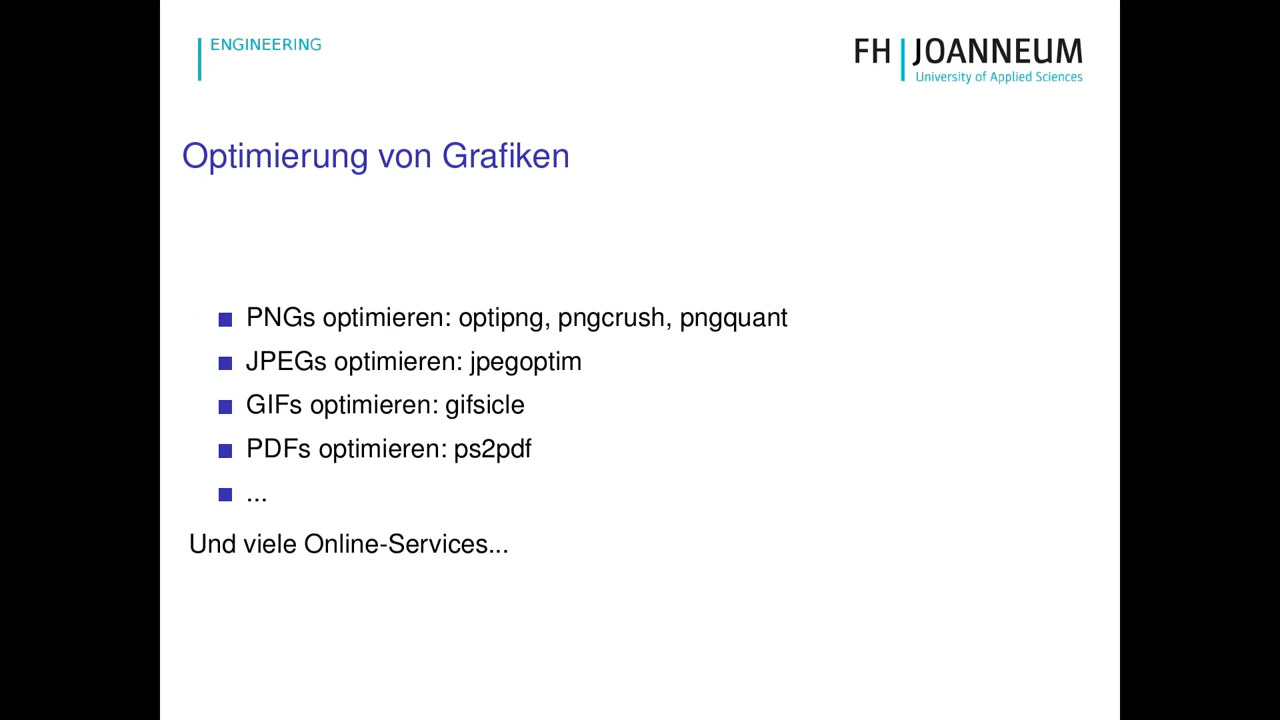 ENGINEERING
FH JOANNEUM
University of Applied Sciences
Optimierung von Grafiken
PNGs optimieren: optipng, pngcrush, pngquant
JPEGs optimieren: jpegoptim
GIFs optimieren: gifsicle
PDFs optimieren: ps2pdf
...
Und viele Online-Services...